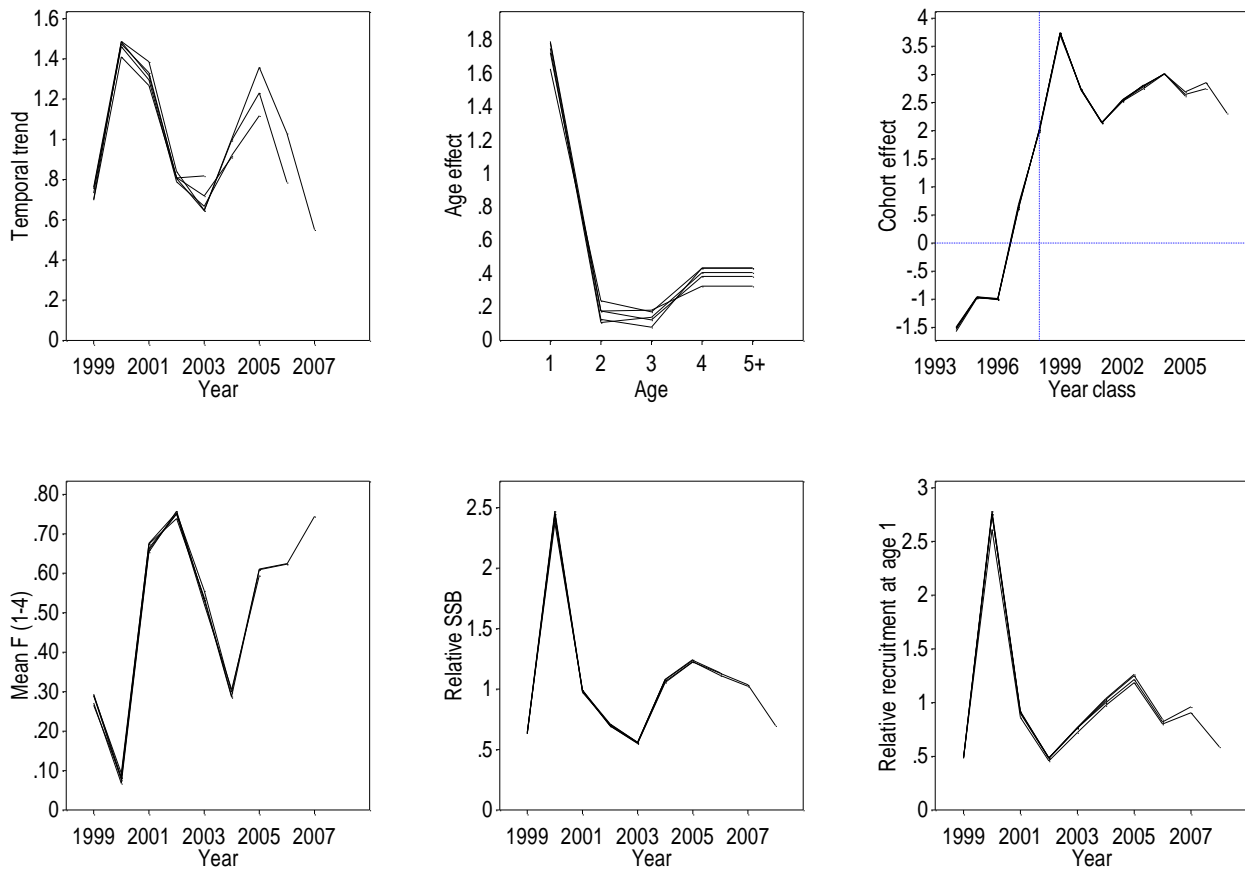 Temporal trend
1.6
1.4
1.2
1.0
.8
.6
.4
.2
0
1999 2001 2003 2005 2007
Year
Age effect
1.8
1.6
1.4
1.2
1
.8
.6
.4
.2
0
1 2 3 4 5+
Age
Cohort effect
4
3.5
3
2.5
2
1.5
1
.5
0
-.5
-1
-1.5
1993 1996 1999 2002 2005
Year class
Mean F (1-4)
.80
.70
.60
.50
.40
.30
.20
.10
0
1999 2001 2003 2005 2007
Year
Relative SSB
2.5
2
1.5
1
.5
0
1999 2001 2003 2005 2007
Year
Relative recruitment at age 1
3
2.5
2
1.5
1
0.5
0
1999 2001 2003 2005 2007
Year